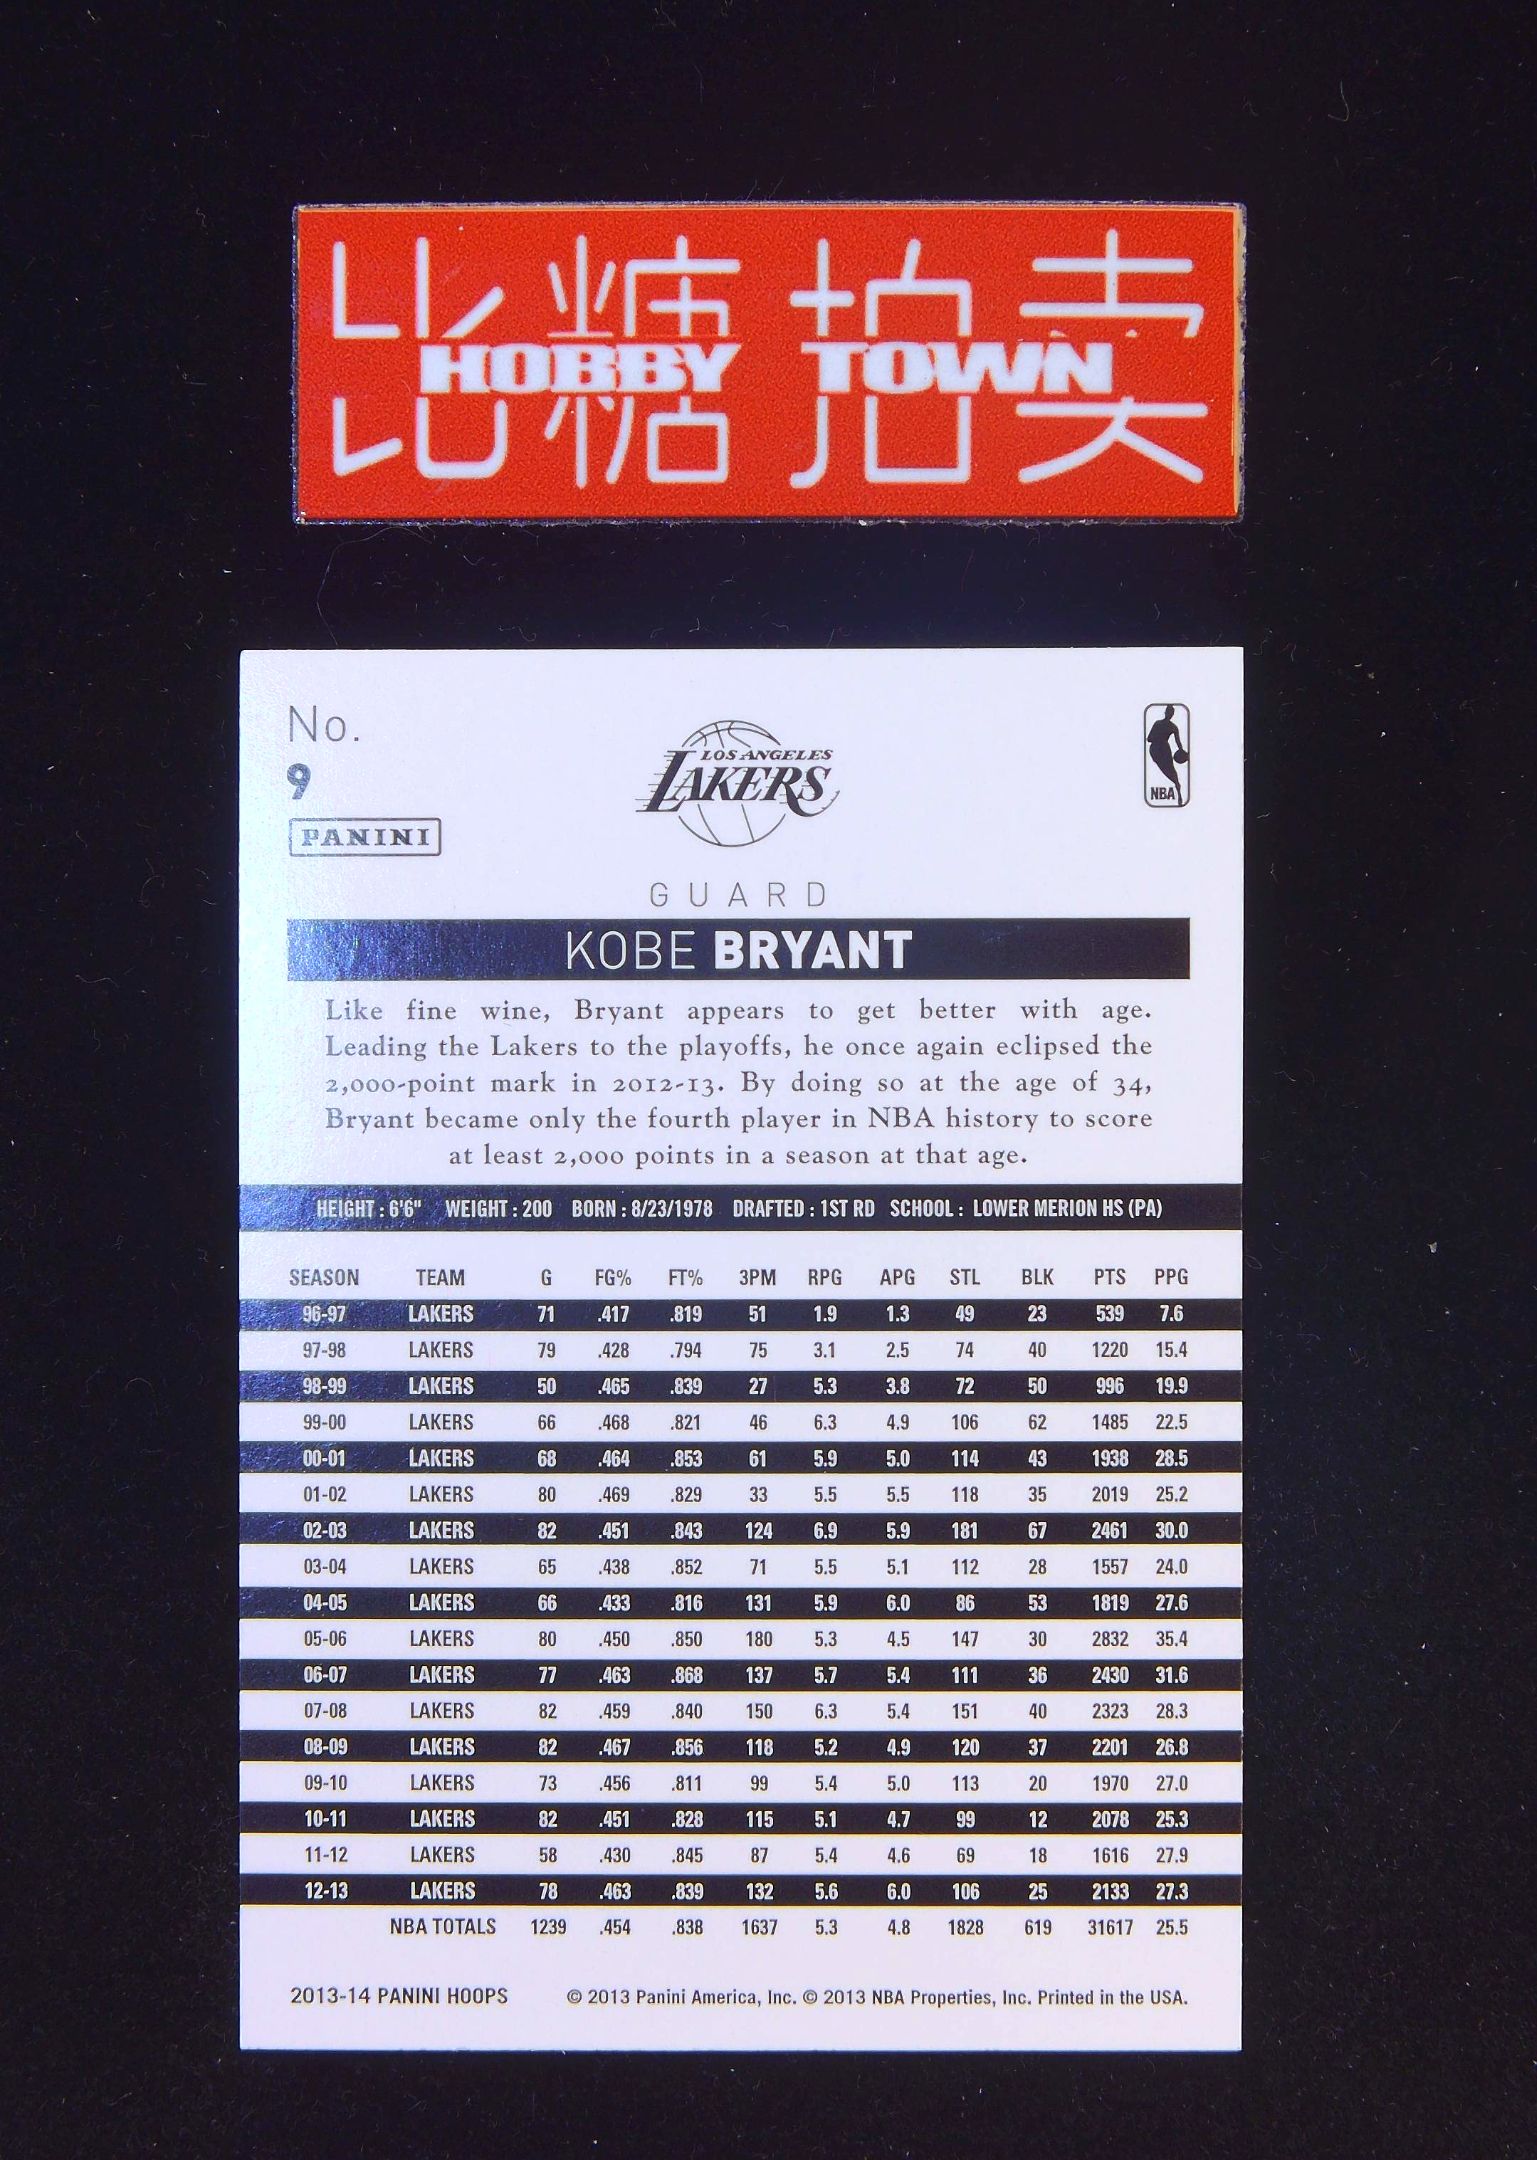 比糖拍卖
HOBBY TOWN
No.
9
PANINI
LOS ANGELES
LAKERS
NBA
GUARD
KOBE BRYANT
Like fine wine, Bryant appears to get better with age.
Leading the Lakers to the playoffs, he once again eclipsed the
2,000-point mark in 2012-13. By doing so at the age of 34,
Bryant became only the fourth player in NBA history to score
at least 2,000 points in a season at that age.
HEIGHT : 6'6" WEIGHT : 200 BORN : 8/23/1978 DRAFTED : 1ST RD SCHOOL : LOWER MERION HS (PA)
SEASON TEAM G FG% FT% 3PM RPG APG STL BLK PTS PPG
96-97 LAKERS 71 .417 .819 51 1.9 1.3 49 23 539 7.6
97-98 LAKERS 79 .428 .794 75 3.1 2.5 74 40 1220 15.4
98-99 LAKERS 50 .465 .839 27 5.3 3.8 72 50 996 19.9
99-00 LAKERS 66 .468 .821 46 6.3 4.9 106 62 1485 22.5
00-01 LAKERS 68 .464 .853 61 5.9 5.0 114 43 1938 28.5
01-02 LAKERS 80 .469 .829 33 5.5 5.5 118 35 2019 25.2
02-03 LAKERS 82 .451 .843 124 6.9 5.9 181 67 2461 30.0
03-04 LAKERS 65 .438 .852 71 5.5 5.1 112 28 1557 24.0
04-05 LAKERS 66 .433 .816 131 5.9 6.0 86 53 1819 27.6
05-06 LAKERS 80 .450 .850 180 5.3 4.5 147 30 2832 35.4
06-07 LAKERS 77 .463 .868 137 5.7 5.4 111 36 2430 31.6
07-08 LAKERS 82 .459 .840 150 6.3 5.4 151 40 2323 28.3
08-09 LAKERS 82 .467 .856 118 5.2 4.9 120 37 2201 26.8
09-10 LAKERS 73 .456 .811 99 5.4 5.0 113 20 1970 27.0
10-11 LAKERS 82 .451 .828 115 5.1 4.7 99 12 2078 25.3
11-12 LAKERS 58 .430 .845 87 5.4 4.6 69 18 1616 27.9
12-13 LAKERS 78 .463 .839 132 5.6 6.0 106 25 2133 27.3
NBA TOTALS 1239 .454 .838 1637 5.3 4.8 1828 619 31617 25.5
2013-14 PANINI HOOPS © 2013 Panini America, Inc. © 2013 NBA Properties, Inc. Printed in the USA.